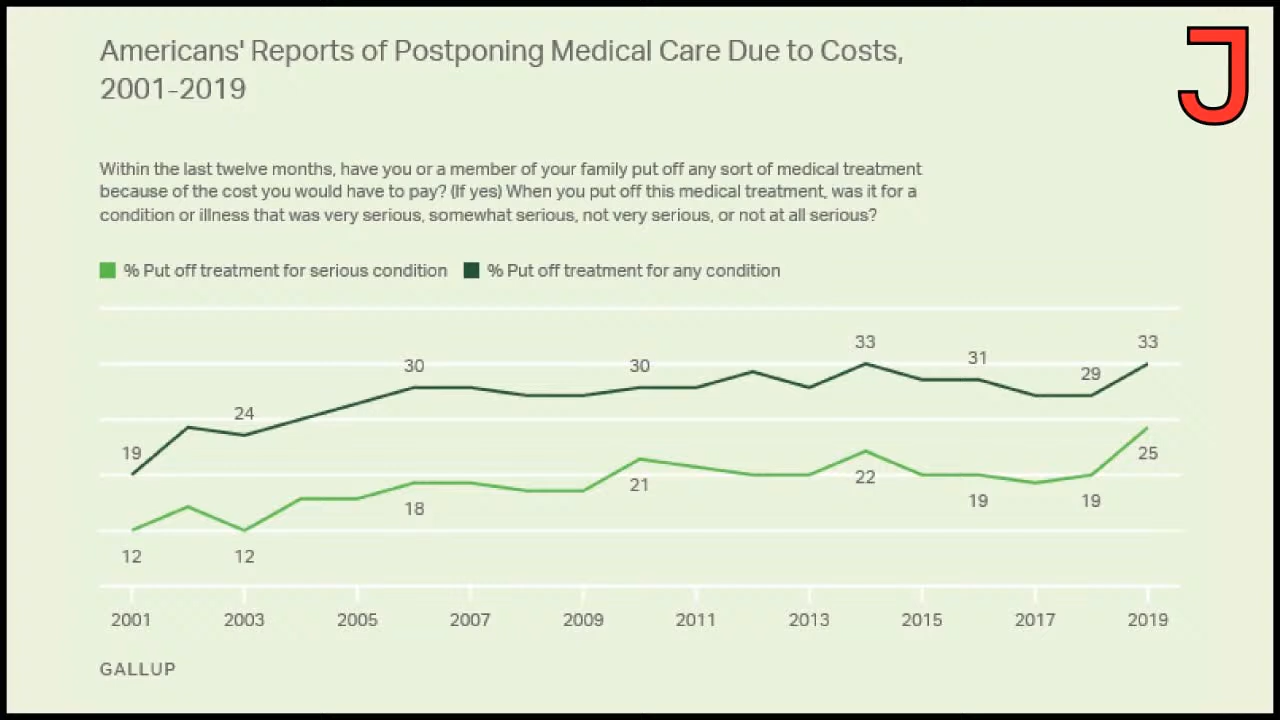 Americans' Reports of Postponing Medical Care Due to Costs,
2001-2019
J
Within the last twelve months, have you or a member of your family put off any sort of medical treatment
because of the cost you would have to pay? (If yes) When you put off this medical treatment, was it for a
condition or illness that was very serious, somewhat serious, not very serious, or not at all serious?
% Put off treatment for serious condition % Put off treatment for any condition
19 24 30 30 33 31 29 33
12 12 18 21 22 19 19 25
2001 2003 2005 2007 2009 2011 2013 2015 2017 2019
GALLUP